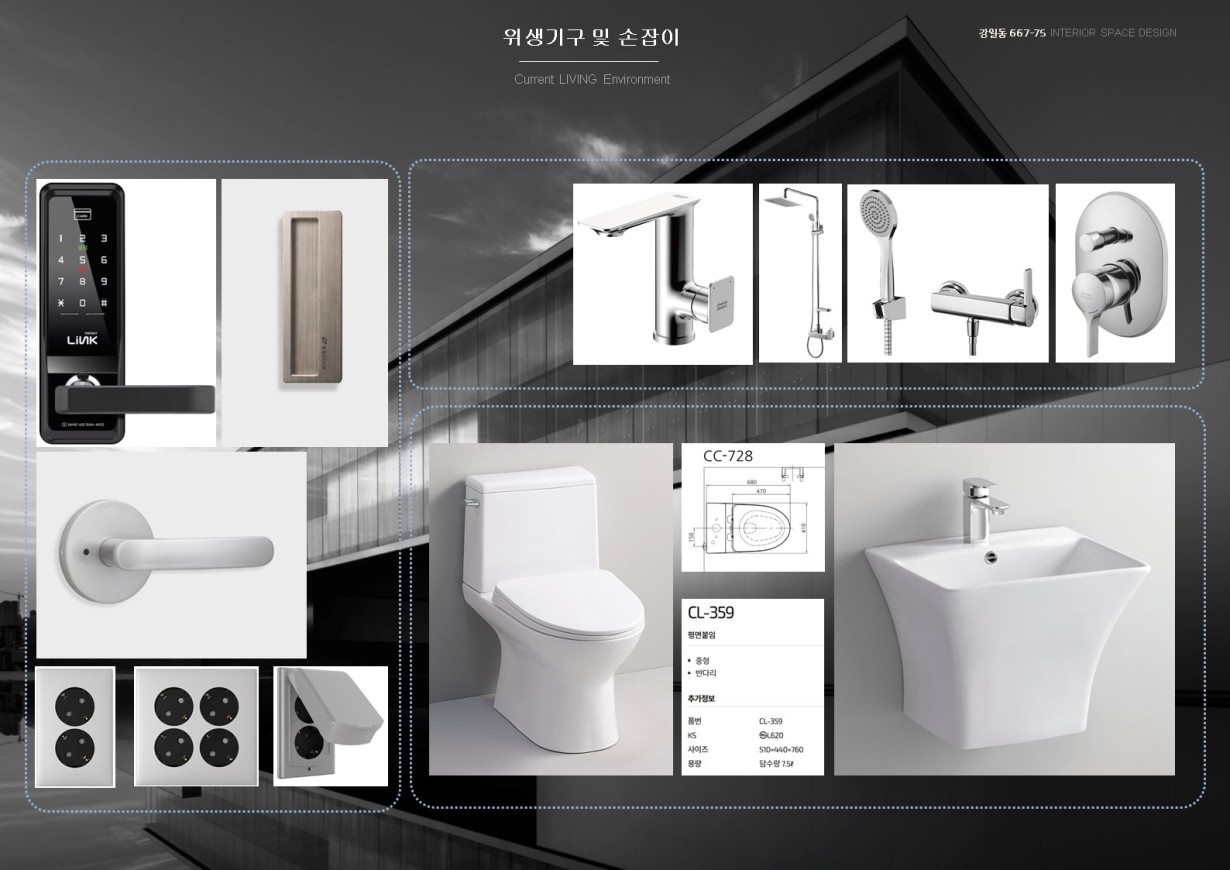 위생기구 및 손잡이
Current LIVING Environment
강일동 667-75 INTERIOR SPACE DESIGN
CARD
1 2 3
4 5 6
7 8 9
* 0 #
LiNK
CC-728
680
470
410
150
CL-359
평면붙임
• 중형
• 반다리
추가정보
품번 CL-359
KS ㉿L620
사이즈 510×440×760
용량 담수량 7.5ℓ